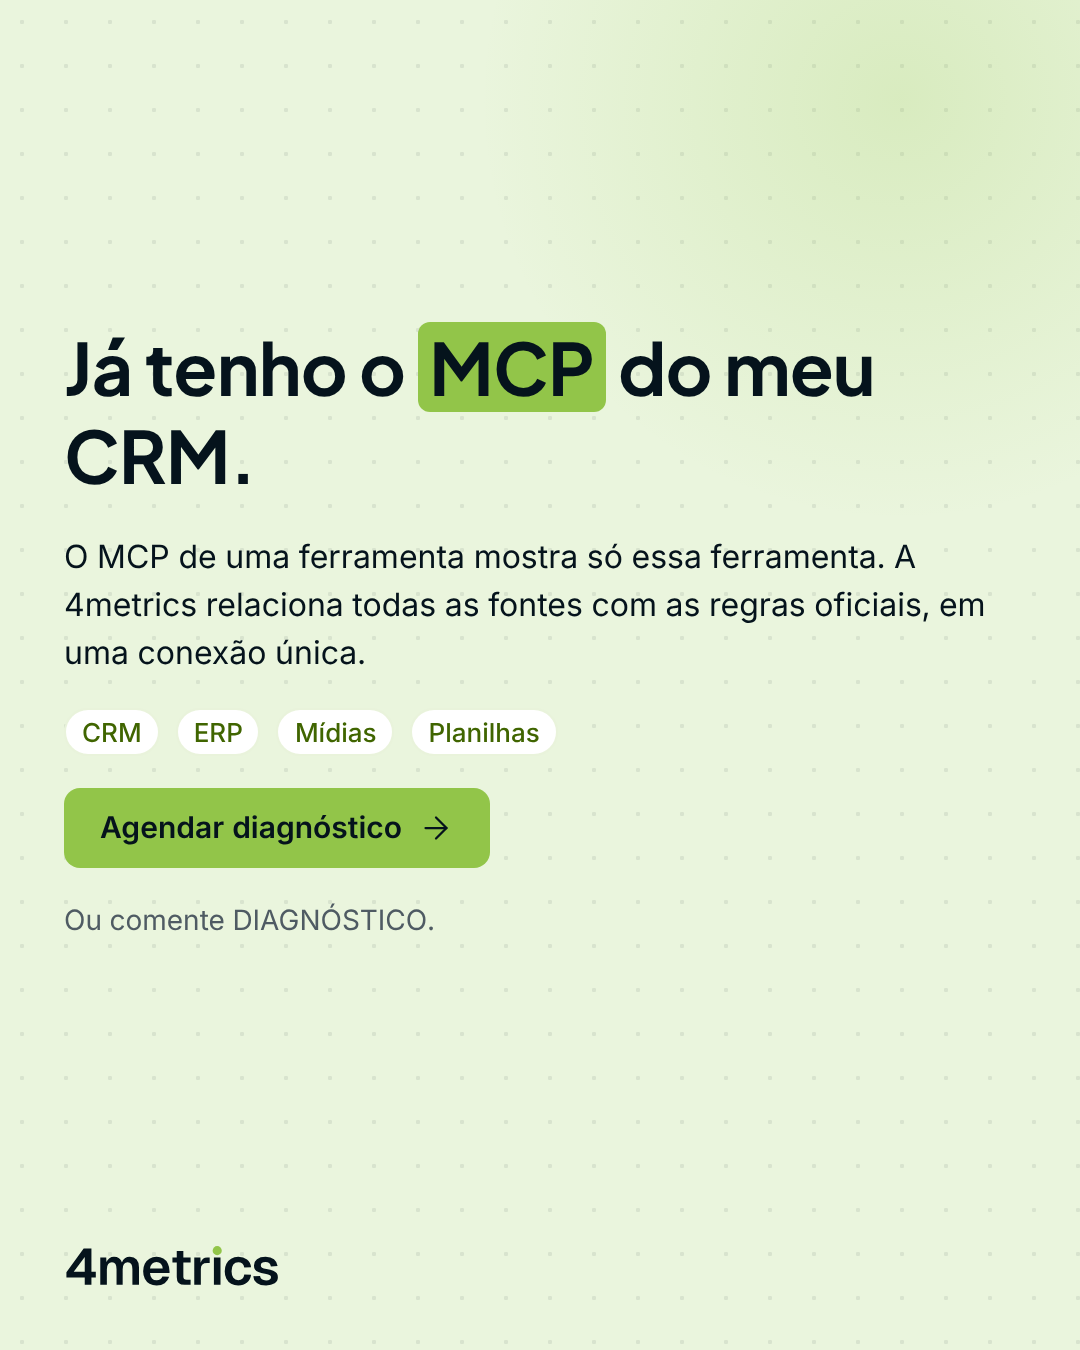 Já tenho o MCP do meu
CRM.
O MCP de uma ferramenta mostra só essa ferramenta. A
4metrics relaciona todas as fontes com as regras oficiais, em
uma conexão única.
CRM ERP Mídias Planilhas
Agendar diagnóstico →
Ou comente DIAGNÓSTICO.
4metrics